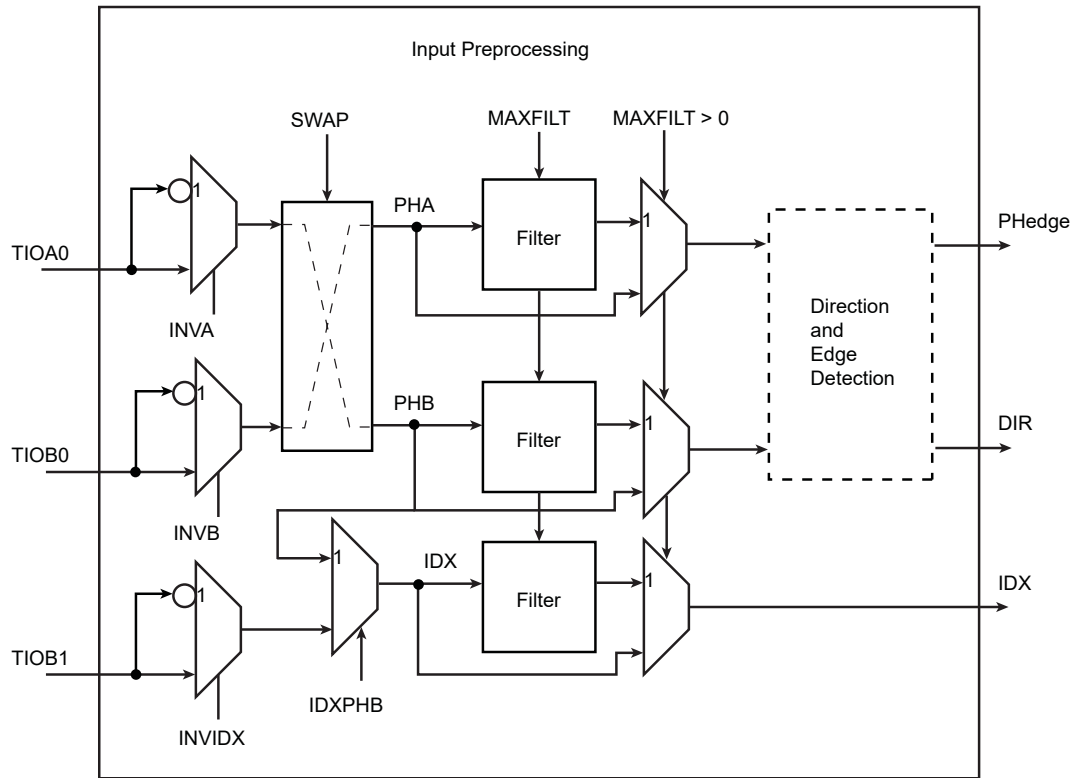 Input Preprocessing
SWAP
MAXFILT
MAXFILT > 0
1
PHA
1
Filter
PHedge
TIOA0
INVA
Direction
and
Edge
Detection
1
PHB
1
Filter
DIR
TIOB0
INVB
1
IDX
1
Filter
IDX
1
TIOB1
IDXPHB
INVIDX